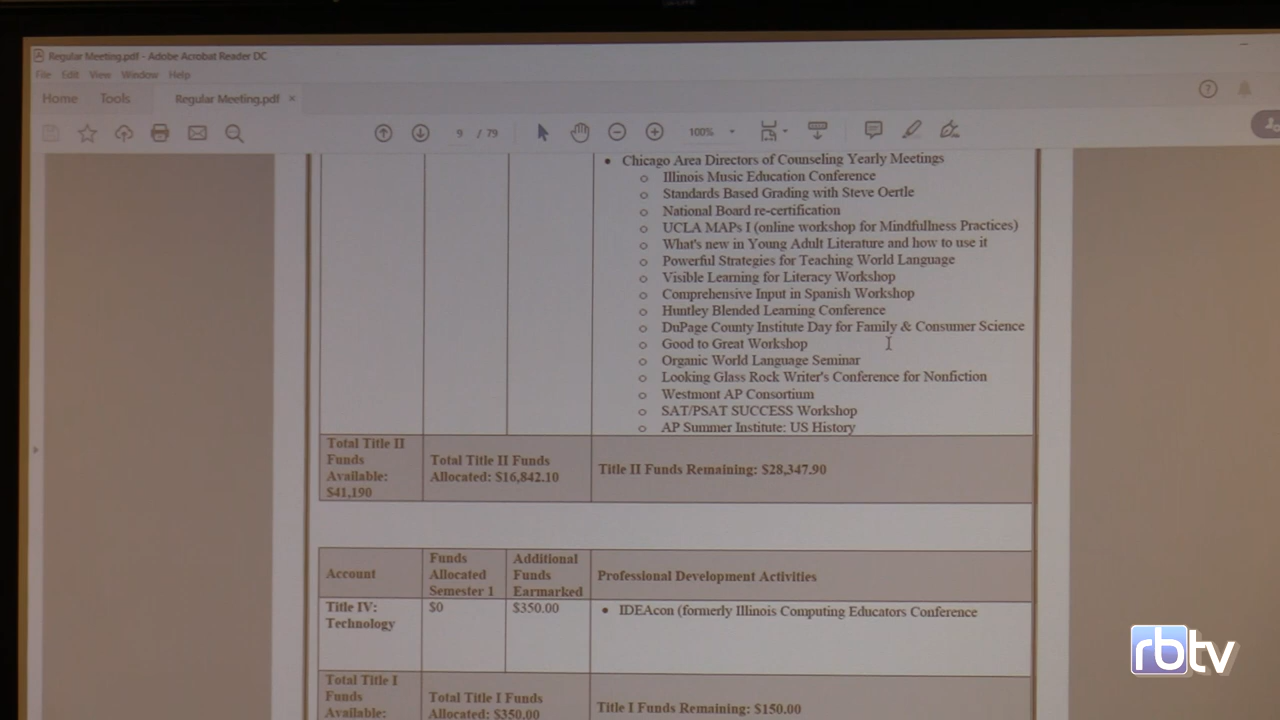 Regular Meeting.pdf - Adobe Acrobat Reader DC
File Edit View Window Help
Home Tools Regular Meeting.pdf ×
9 / 79 100%
• Chicago Area Directors of Counseling Yearly Meetings
o Illinois Music Education Conference
o Standards Based Grading with Steve Oertle
o National Board re-certification
o UCLA MAPs I (online workshop for Mindfullness Practices)
o What's new in Young Adult Literature and how to use it
o Powerful Strategies for Teaching World Language
o Visible Learning for Literacy Workshop
o Comprehensive Input in Spanish Workshop
o Huntley Blended Learning Conference
o DuPage County Institute Day for Family & Consumer Science
o Good to Great Workshop
o Organic World Language Seminar
o Looking Glass Rock Writer's Conference for Nonfiction
o Westmont AP Consortium
o SAT/PSAT SUCCESS Workshop
o AP Summer Institute: US History
Total Title II
Funds
Available:
$41,190
Total Title II Funds
Allocated: $16,842.10
Title II Funds Remaining: $28,347.90
Account
Funds
Allocated
Semester 1
Additional
Funds
Earmarked
Professional Development Activities
Title IV:
Technology
$0
$350.00
• IDEAcon (formerly Illinois Computing Educators Conference
Total Title I
Funds
Available:
Total Title I Funds
Allocated: $350.00
Title I Funds Remaining: $150.00
rbtv